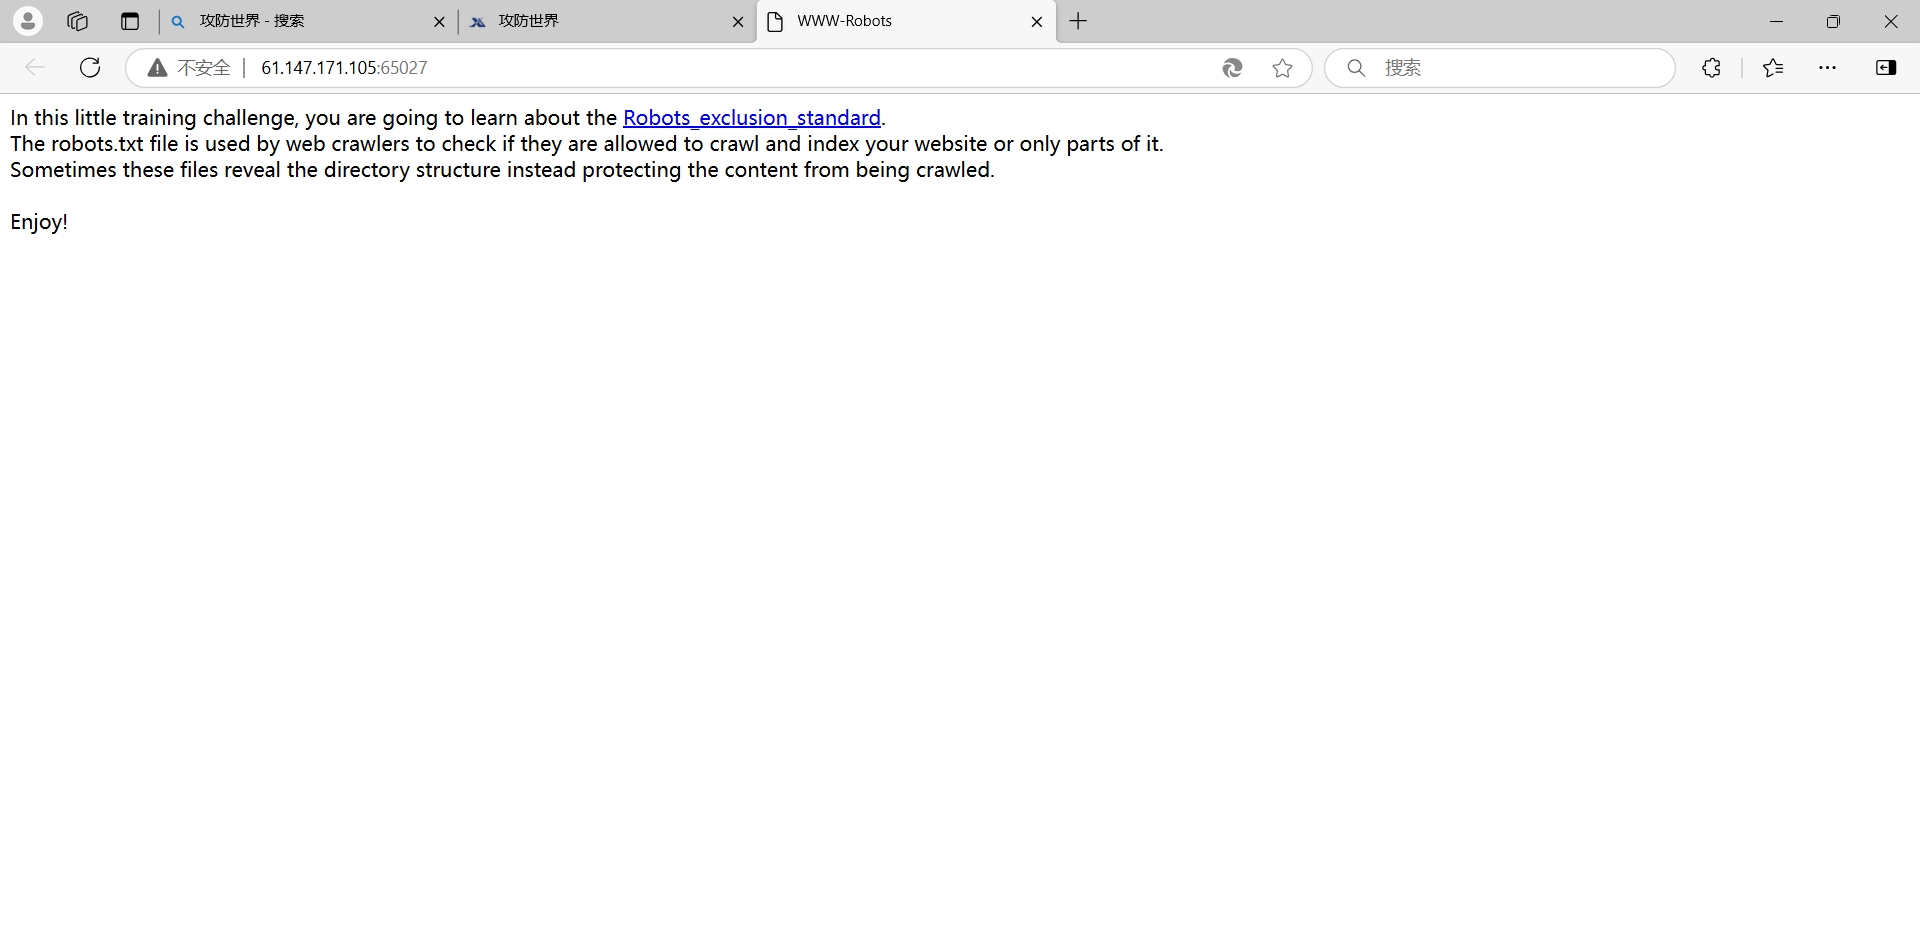 攻防世界 - 搜索
攻防世界
WWW-Robots
不安全 61.147.171.105:65027
搜索
In this little training challenge, you are going to learn about the Robots_exclusion_standard.
The robots.txt file is used by web crawlers to check if they are allowed to crawl and index your website or only parts of it.
Sometimes these files reveal the directory structure instead protecting the content from being crawled.
Enjoy!